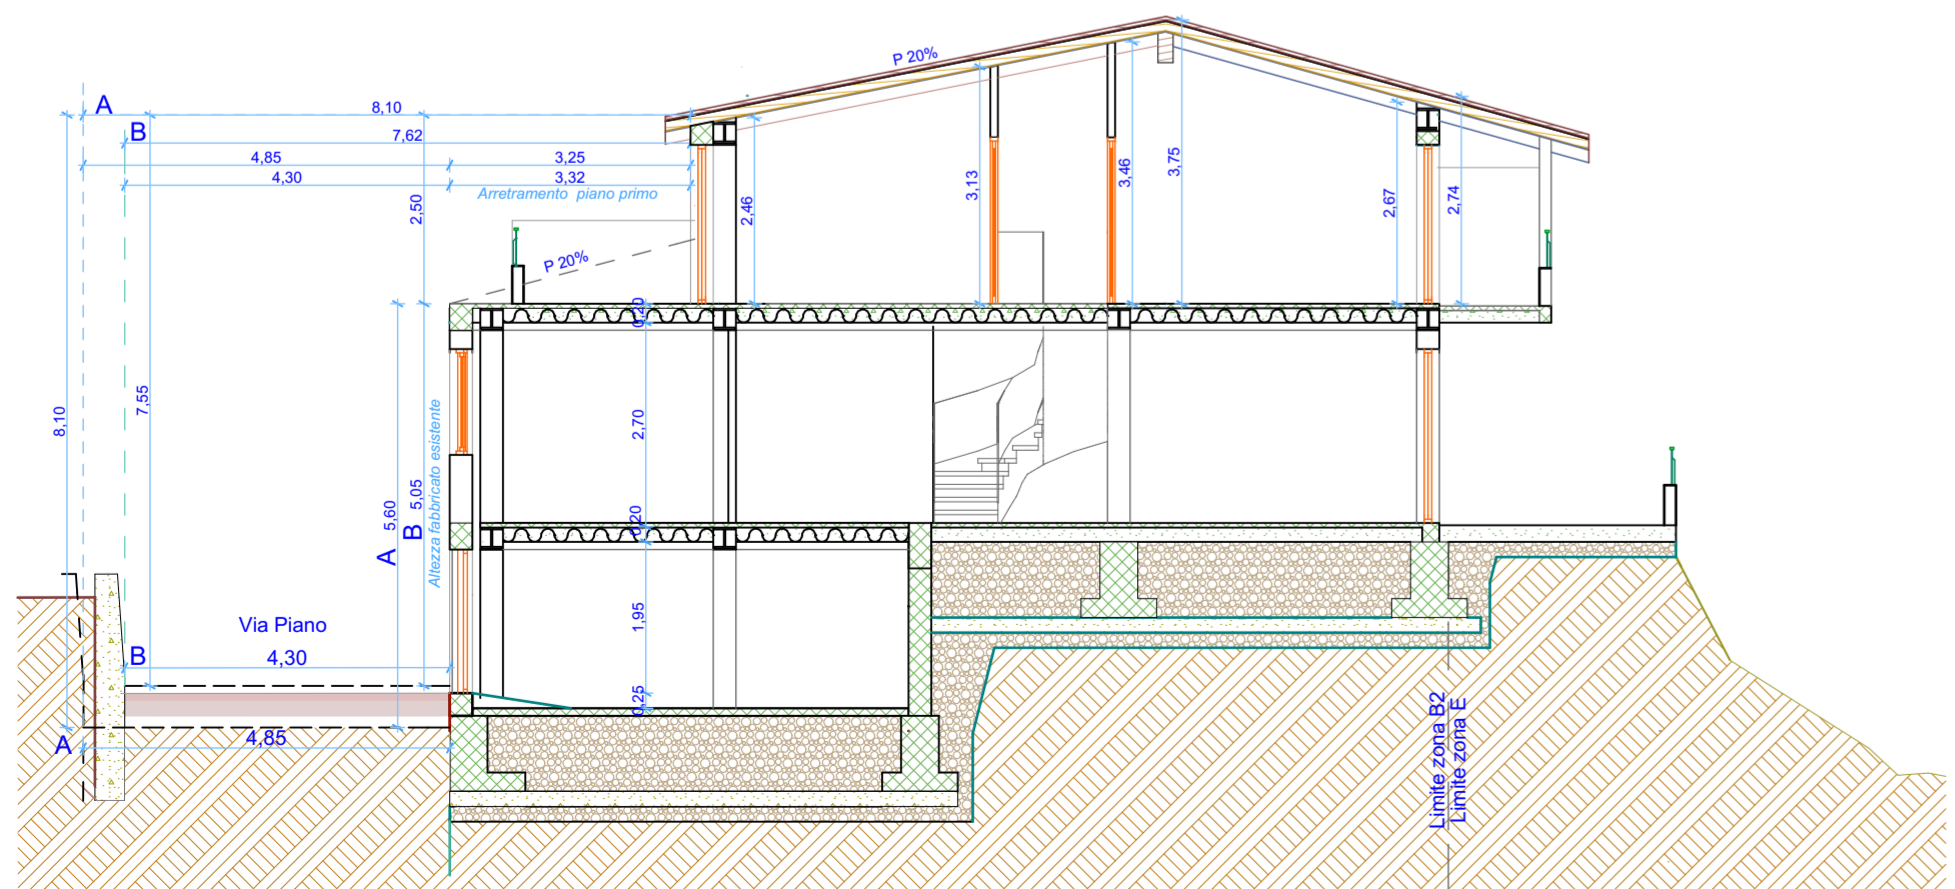 P 20%
A
8,10
B
7,62
4,85
3,25
4,30
3,32
Arretramento piano primo
2,50
2,46
3,13
3,46
3,75
2,67
2,74
P 20%
0,20
8,10
7,55
5,60
A
5,05
B
Altezza fabbricato esistente
2,70
0,20
1,95
0,25
Via Piano
B
4,30
A
4,85
Limite zona B2
Limite zona E